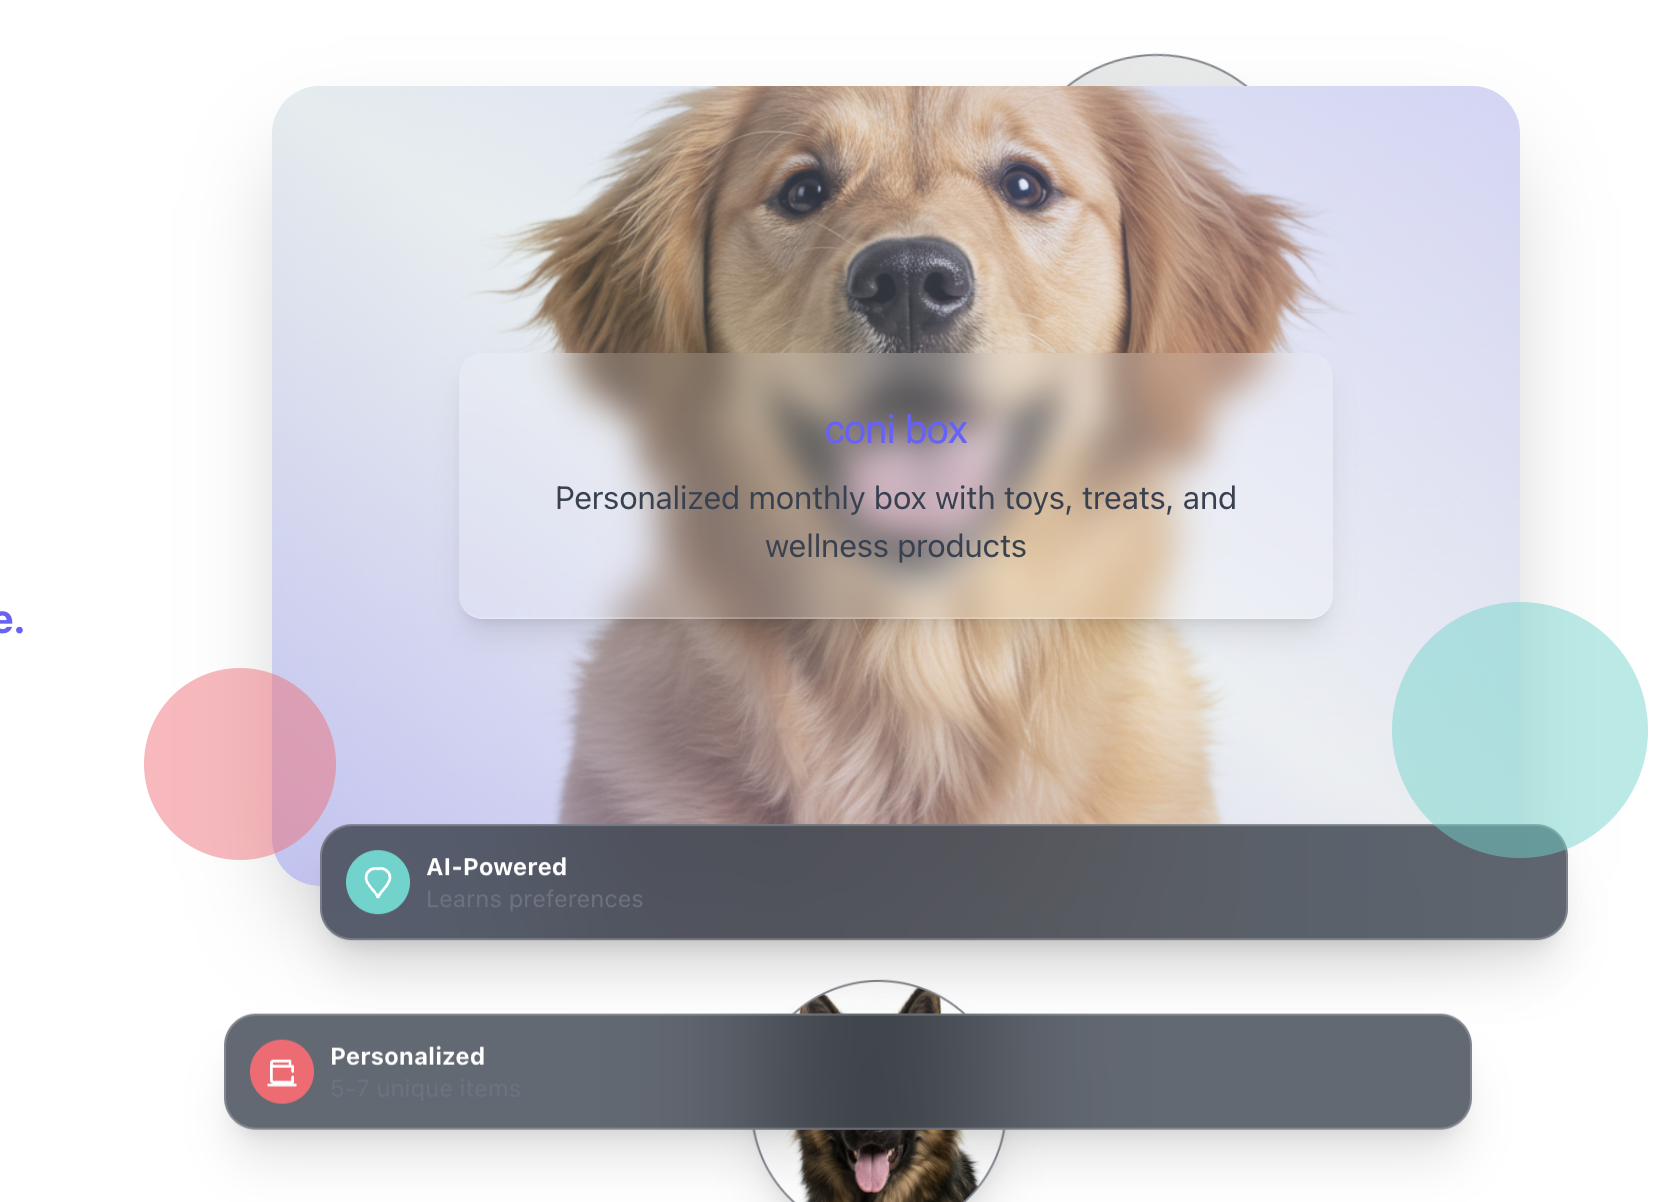 coni box
Personalized monthly box with toys, treats, and
wellness products
e.
AI-Powered
Learns preferences
Personalized
5-7 unique items